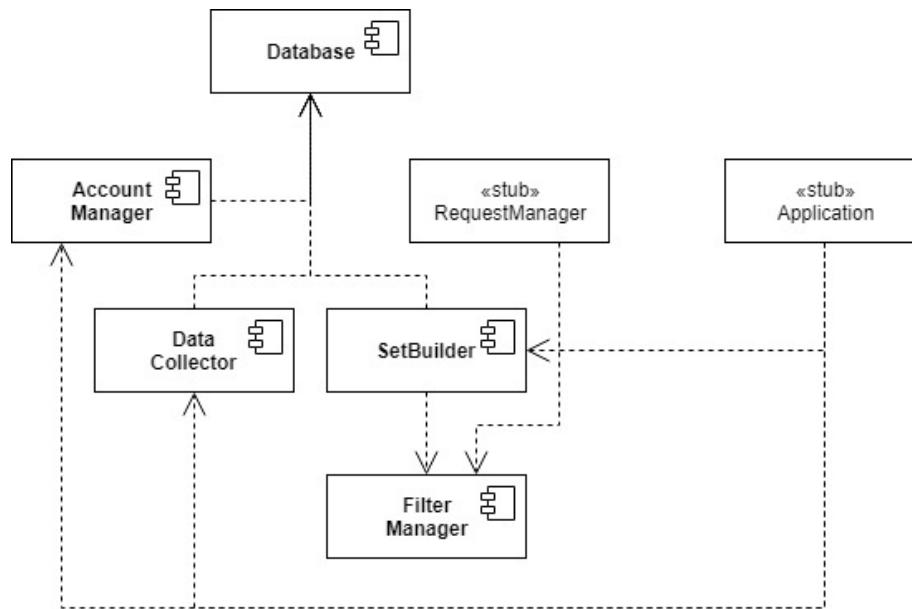 Database
Account
Manager
«stub»
RequestManager
«stub»
Application
Data
Collector
SetBuilder
Filter
Manager